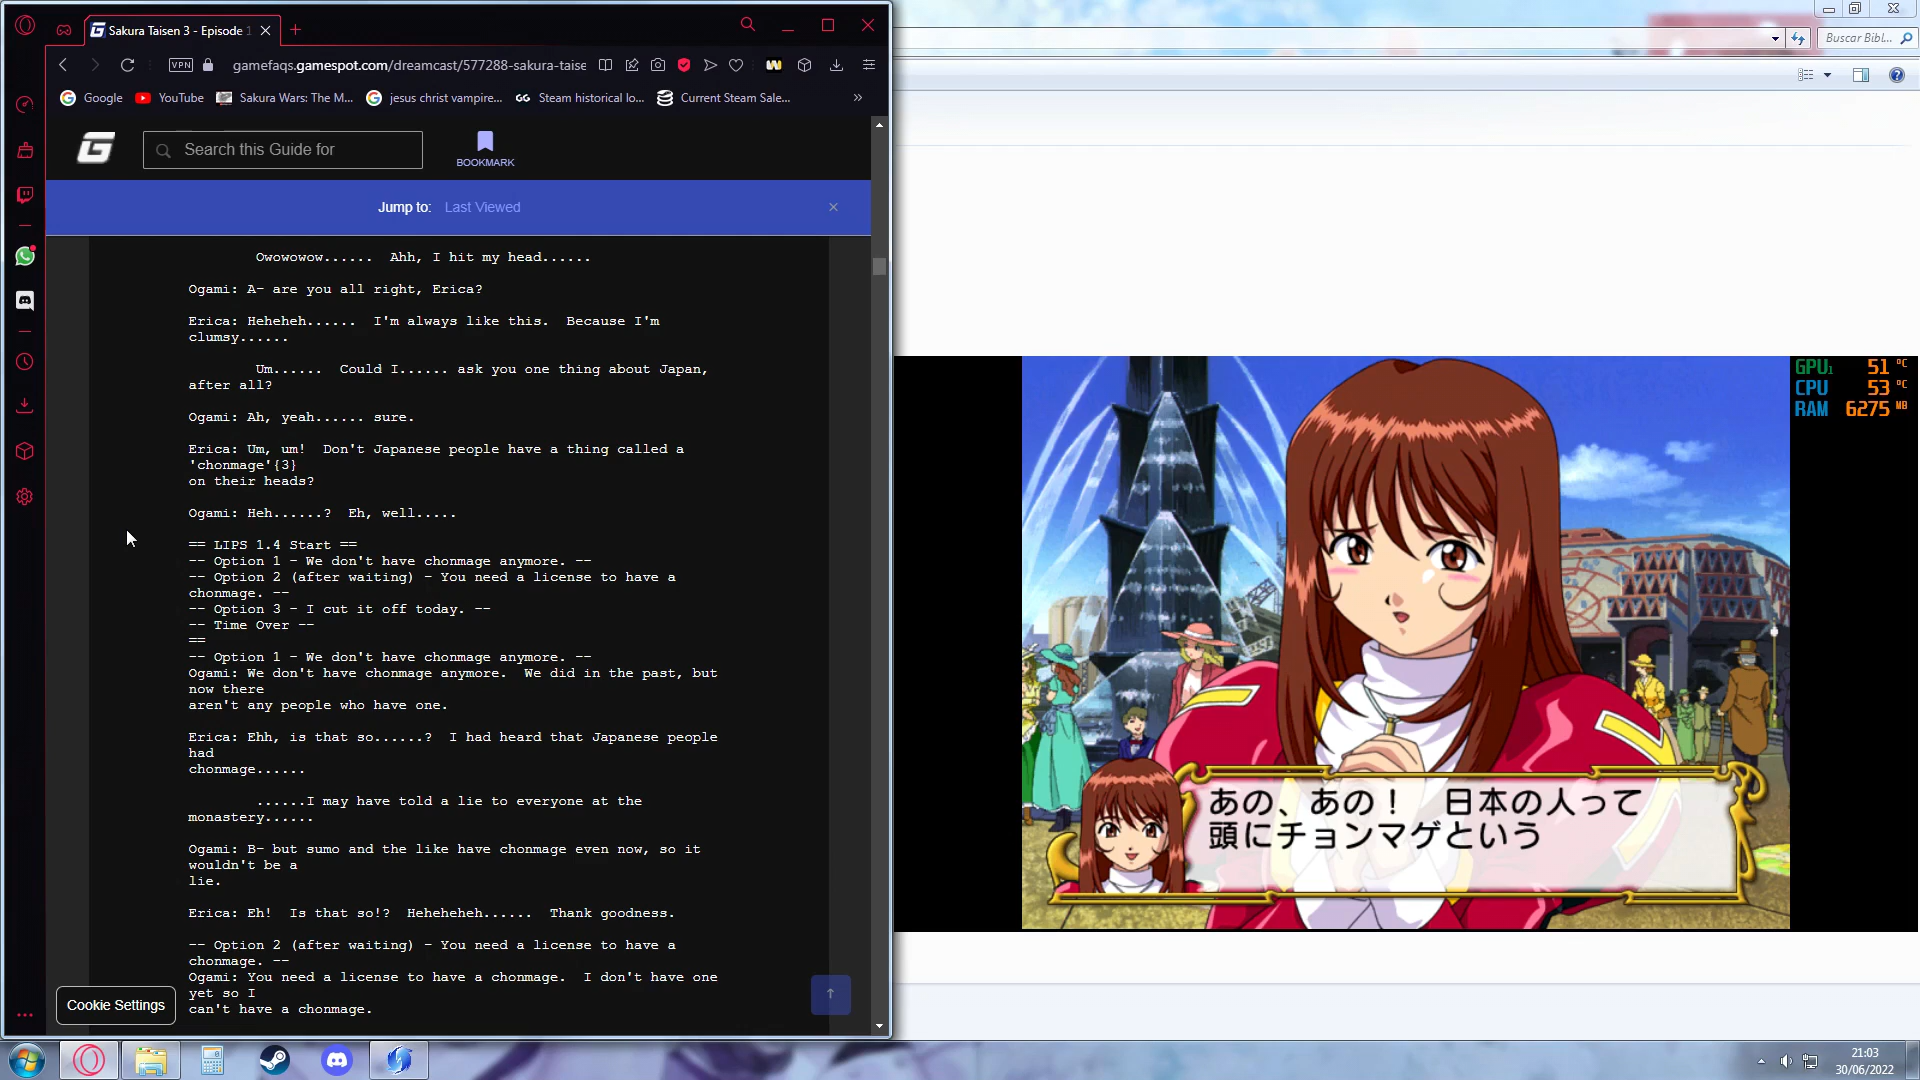 Sakura Taisen 3 - Episode 1
VPN
gamefaqs.gamespot.com/dreamcast/577288-sakura-taise
Google
YouTube
Sakura Wars: The M...
jesus christ vampire...
Steam historical lo...
Current Steam Sale...
»
Search this Guide for
BOOKMARK
Jump to: Last Viewed
Owowowow...... Ahh, I hit my head......
Ogami: A- are you all right, Erica?
Erica: Heheheh...... I'm always like this. Because I'm
clumsy......
Um...... Could I...... ask you one thing about Japan,
after all?
Ogami: Ah, yeah...... sure.
Erica: Um, um! Don't Japanese people have a thing called a
'chonmage'{3}
on their heads?
Ogami: Heh......? Eh, well.....
== LIPS 1.4 Start ==
-- Option 1 - We don't have chonmage anymore. --
-- Option 2 (after waiting) - You need a license to have a
chonmage. --
-- Option 3 - I cut it off today. --
-- Time Over --
==
-- Option 1 - We don't have chonmage anymore. --
Ogami: We don't have chonmage anymore. We did in the past, but
now there
aren't any people who have one.
Erica: Ehh, is that so......? I had heard that Japanese people
had
chonmage......
......I may have told a lie to everyone at the
monastery......
Ogami: B- but sumo and the like have chonmage even now, so it
wouldn't be a
lie.
Erica: Eh! Is that so!? Heheheheh...... Thank goodness.
-- Option 2 (after waiting) - You need a license to have a
chonmage. --
Ogami: You need a license to have a chonmage. I don't have one
yet so I
can't have a chonmage.
Cookie Settings
Buscar Bibl...
GPU1 51 °C
CPU 53 °C
RAM 6275 MB
あの、あの！ 日本の人って
頭にチョンマゲという
21:03
30/06/2022